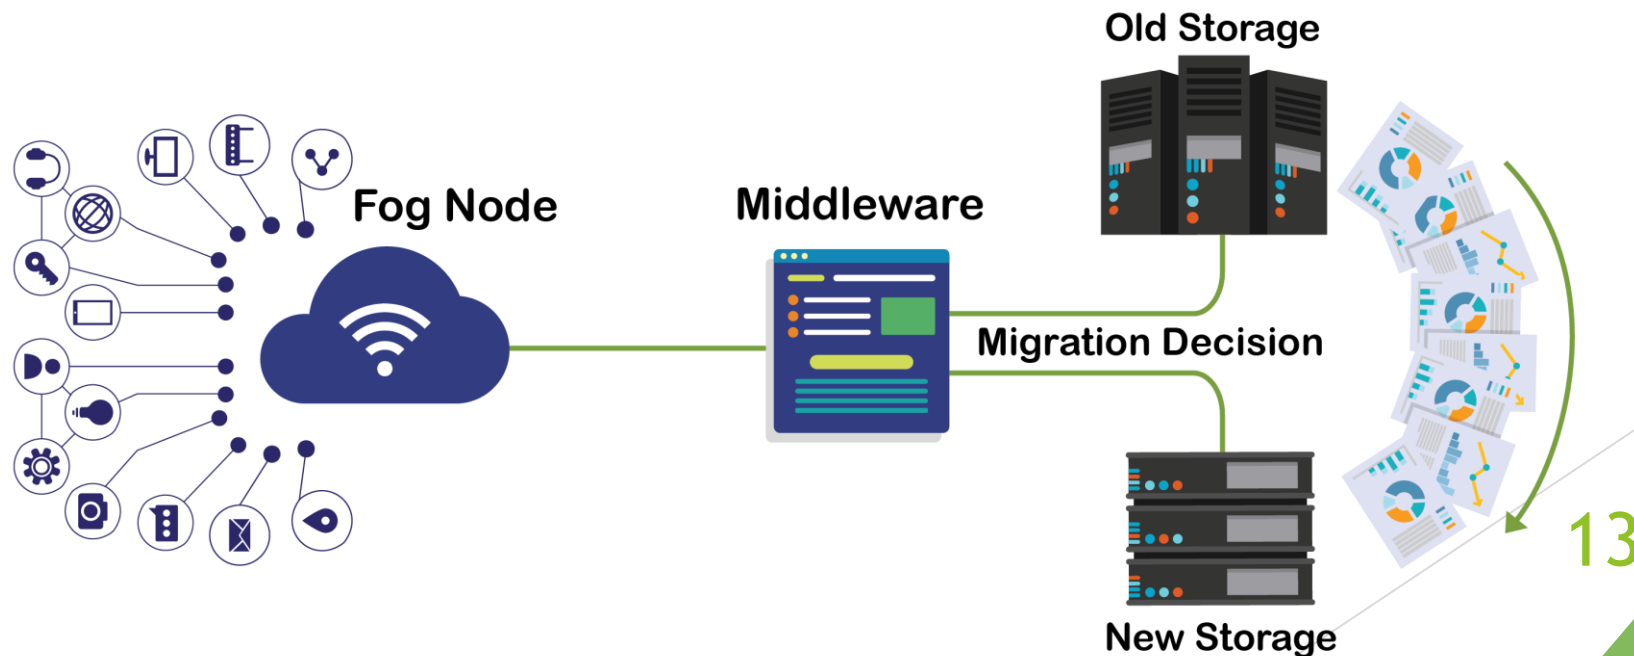 Old Storage
Fog Node
Middleware
Migration Decision
New Storage
13